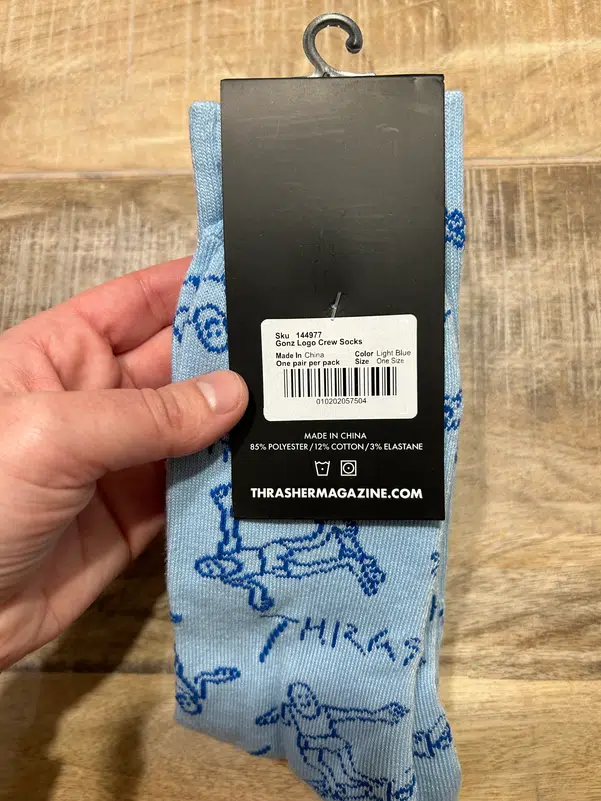 Sku 144977
Gonz Logo Crew Socks
Made In China Color Light Blue
One pair per pack Size One Size
010202057504
MADE IN CHINA
85% POLYESTER/12% COTTON/3% ELASTANE
THRASHERMAGAZINE.COM
THRAS